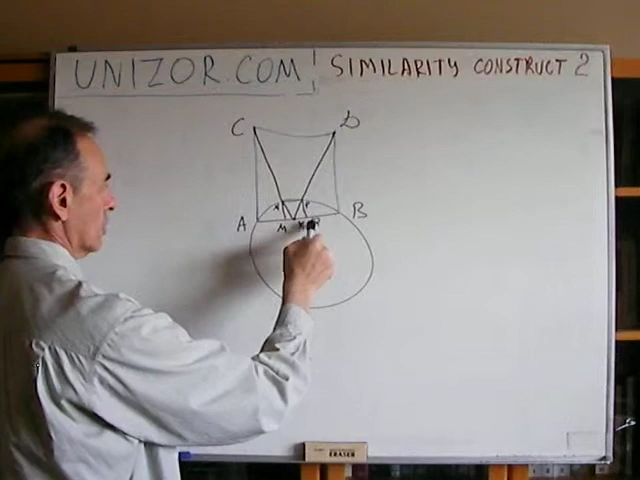 UNIZOR.COM SIMILARITY CONSTRUCT 2
C D
A B
M
ERASER